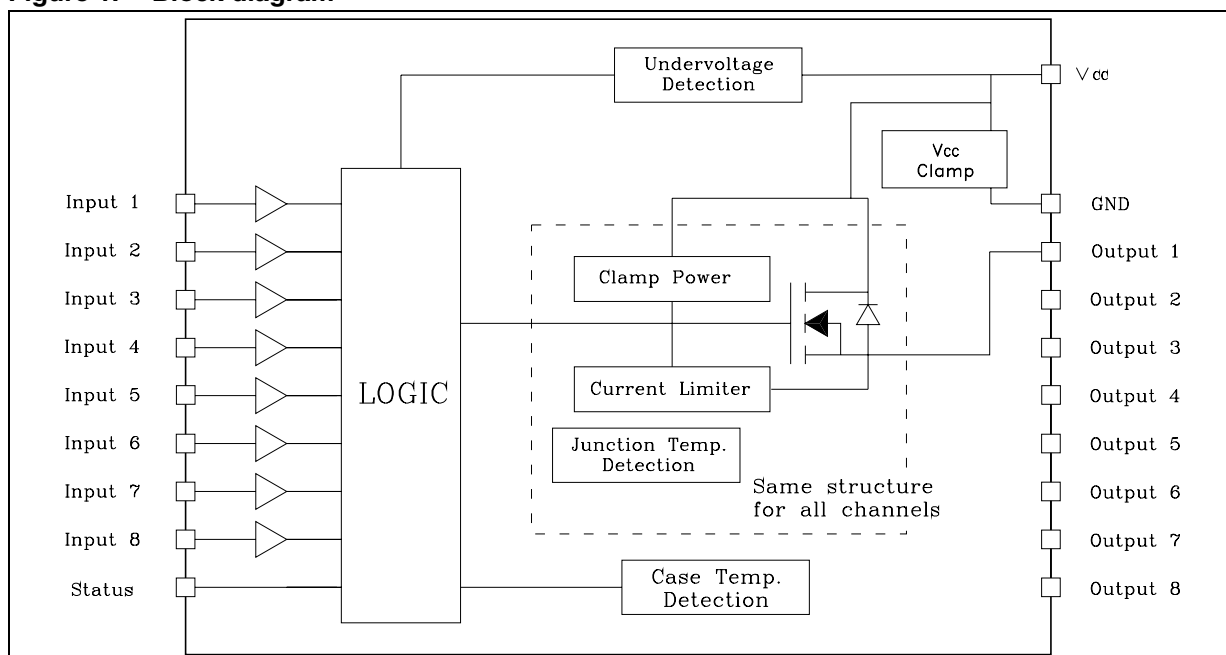 Figure 1. Block diagram
Undervoltage
Detection
Vcc
Vcc
Clamp
GND
Input 1
Input 2
Input 3
Input 4
Input 5
Input 6
Input 7
Input 8
Status
LOGIC
Clamp Power
Current Limiter
Junction Temp.
Detection
Same structure
for all channels
Case Temp.
Detection
Output 1
Output 2
Output 3
Output 4
Output 5
Output 6
Output 7
Output 8